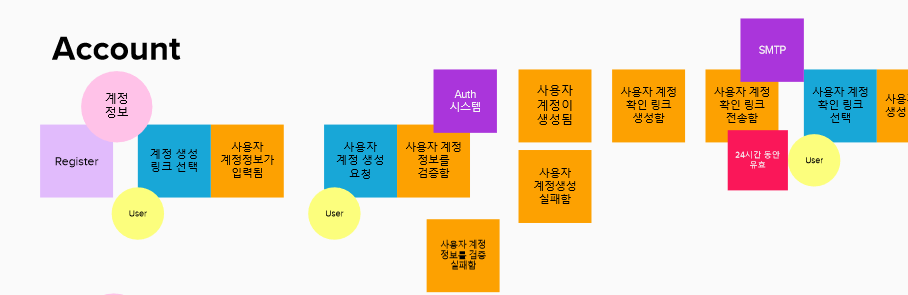 Account
계정
정보
Register
계정 생성
링크 선택
User
사용자
계정정보가
입력됨
사용자
계정 생성
요청
User
Auth
시스템
사용자 계정
정보를
검증함
사용자 계정
정보를 검증
실패함
사용자
계정이
생성됨
사용자
계정생성
실패함
사용자 계정
확인 링크
생성함
SMTP
사용자 계정
확인 링크
전송함
24시간 동안
유효
사용자 계정
확인 링크
선택
User